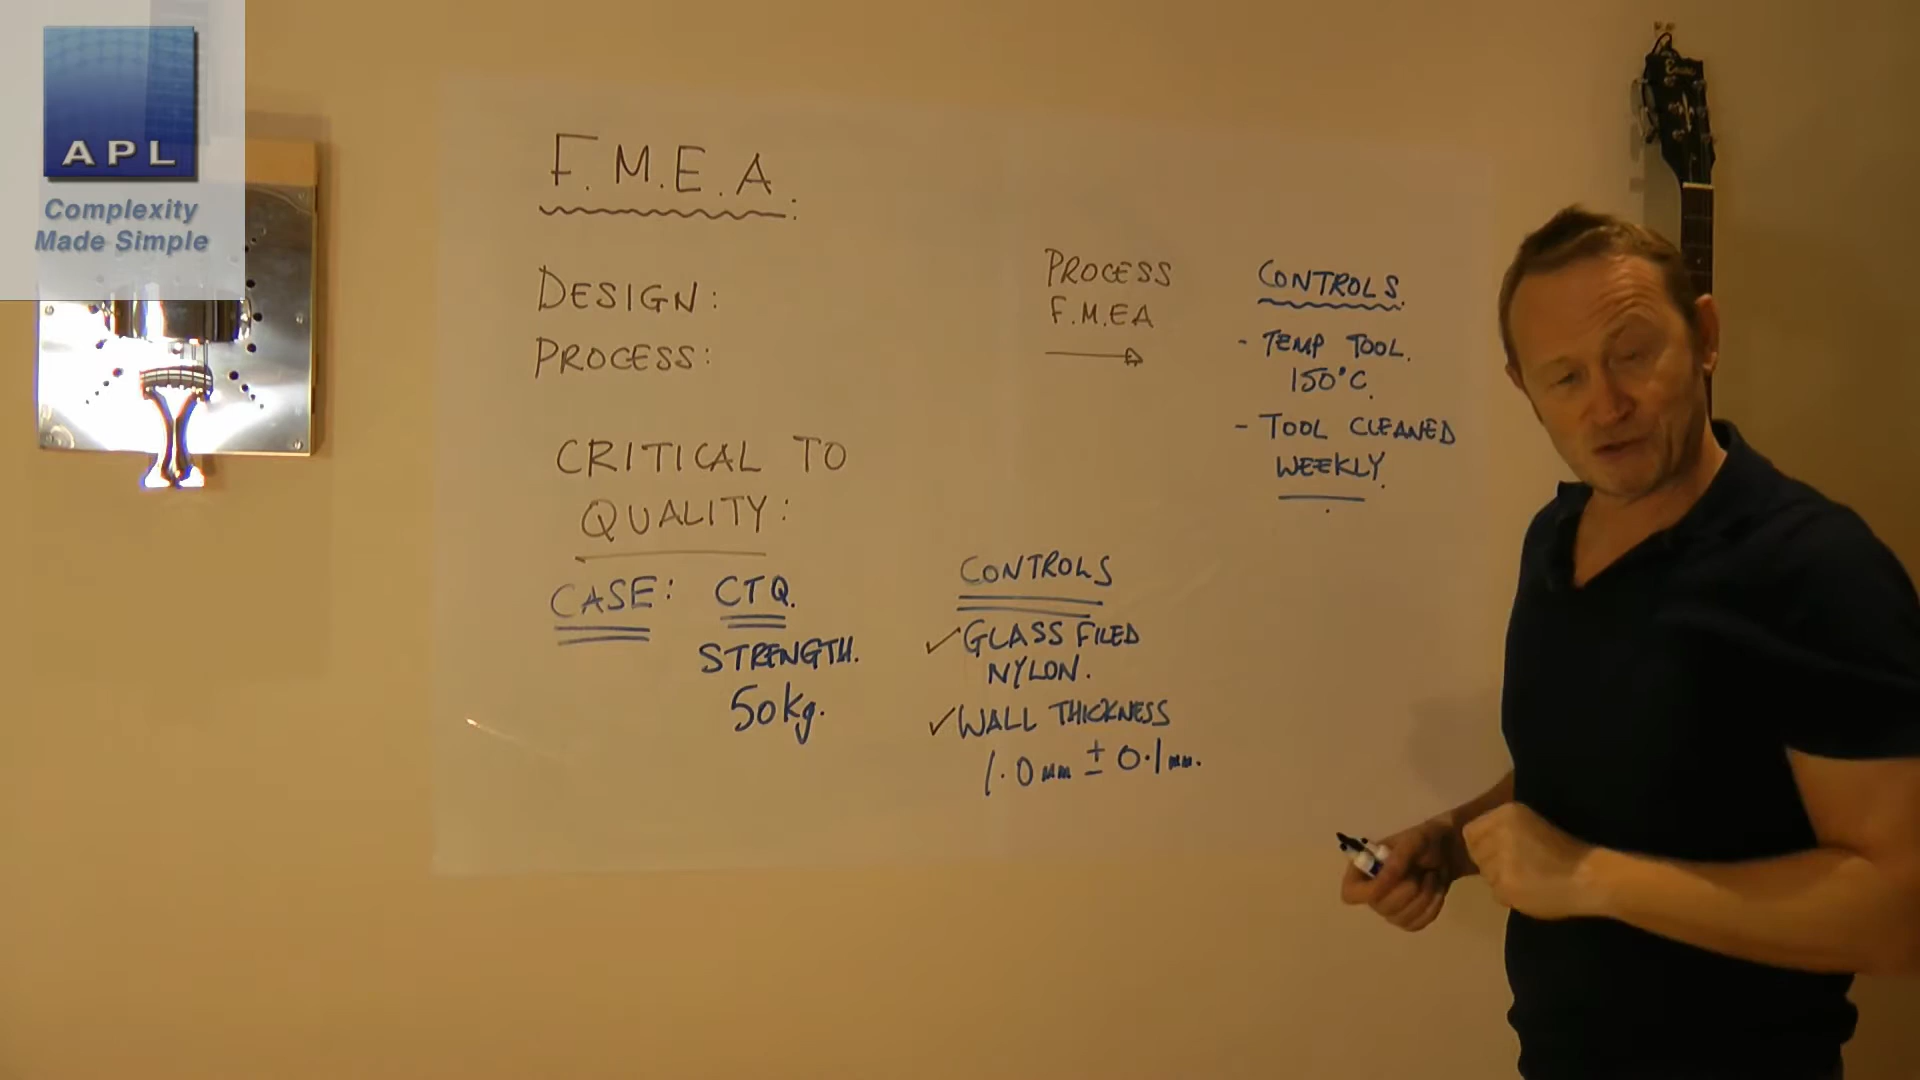 APL
Complexity
Made Simple
F.M.E.A.:
DESIGN:
PROCESS:
CRITICAL TO
QUALITY:
CASE:
CTQ.
STRENGTH.
50kg.
CONTROLS
✓GLASS FILED
NYLON.
✓WALL THICKNESS
1.0mm ± 0.1mm.
PROCESS
F.M.EA
CONTROLS.
- TEMP TOOL.
150°C.
- TOOL CLEANED
WEEKLY.